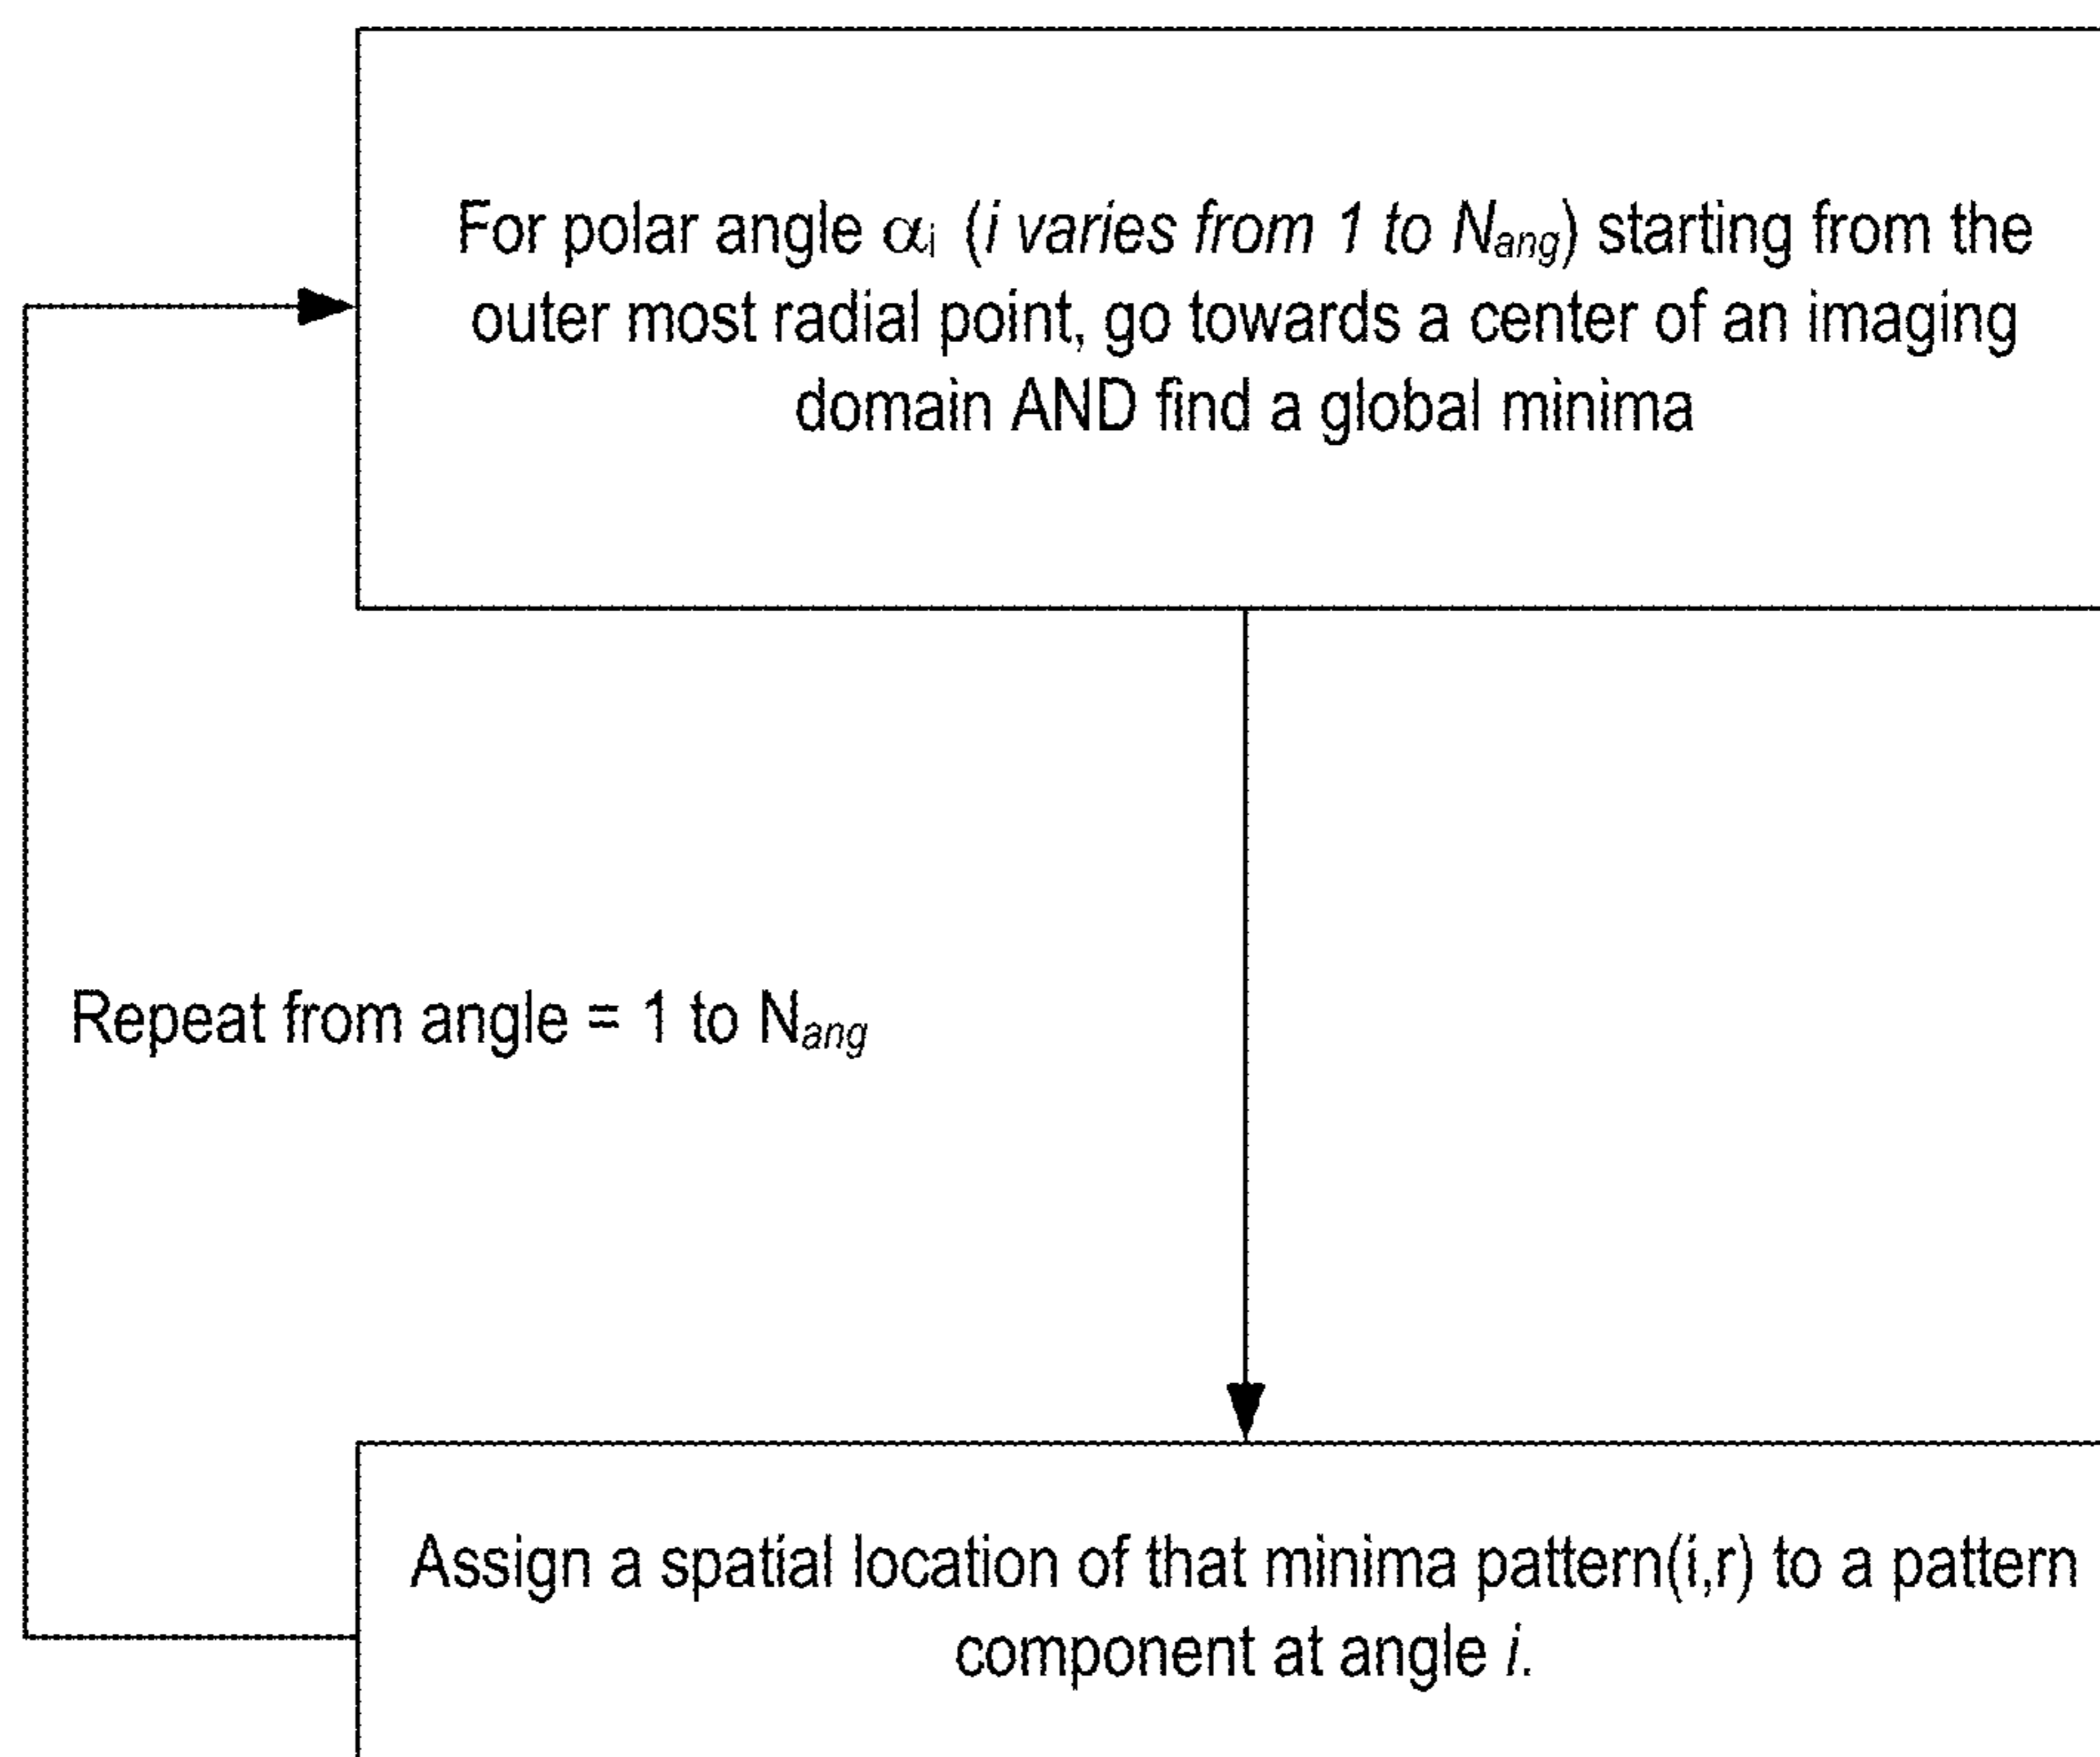 For polar angle αi (i varies from 1 to Nang) starting from the
outer most radial point, go towards a center of an imaging
domain AND find a global minima
Repeat from angle = 1 to Nang
Assign a spatial location of that minima pattern(i,r) to a pattern
component at angle i.